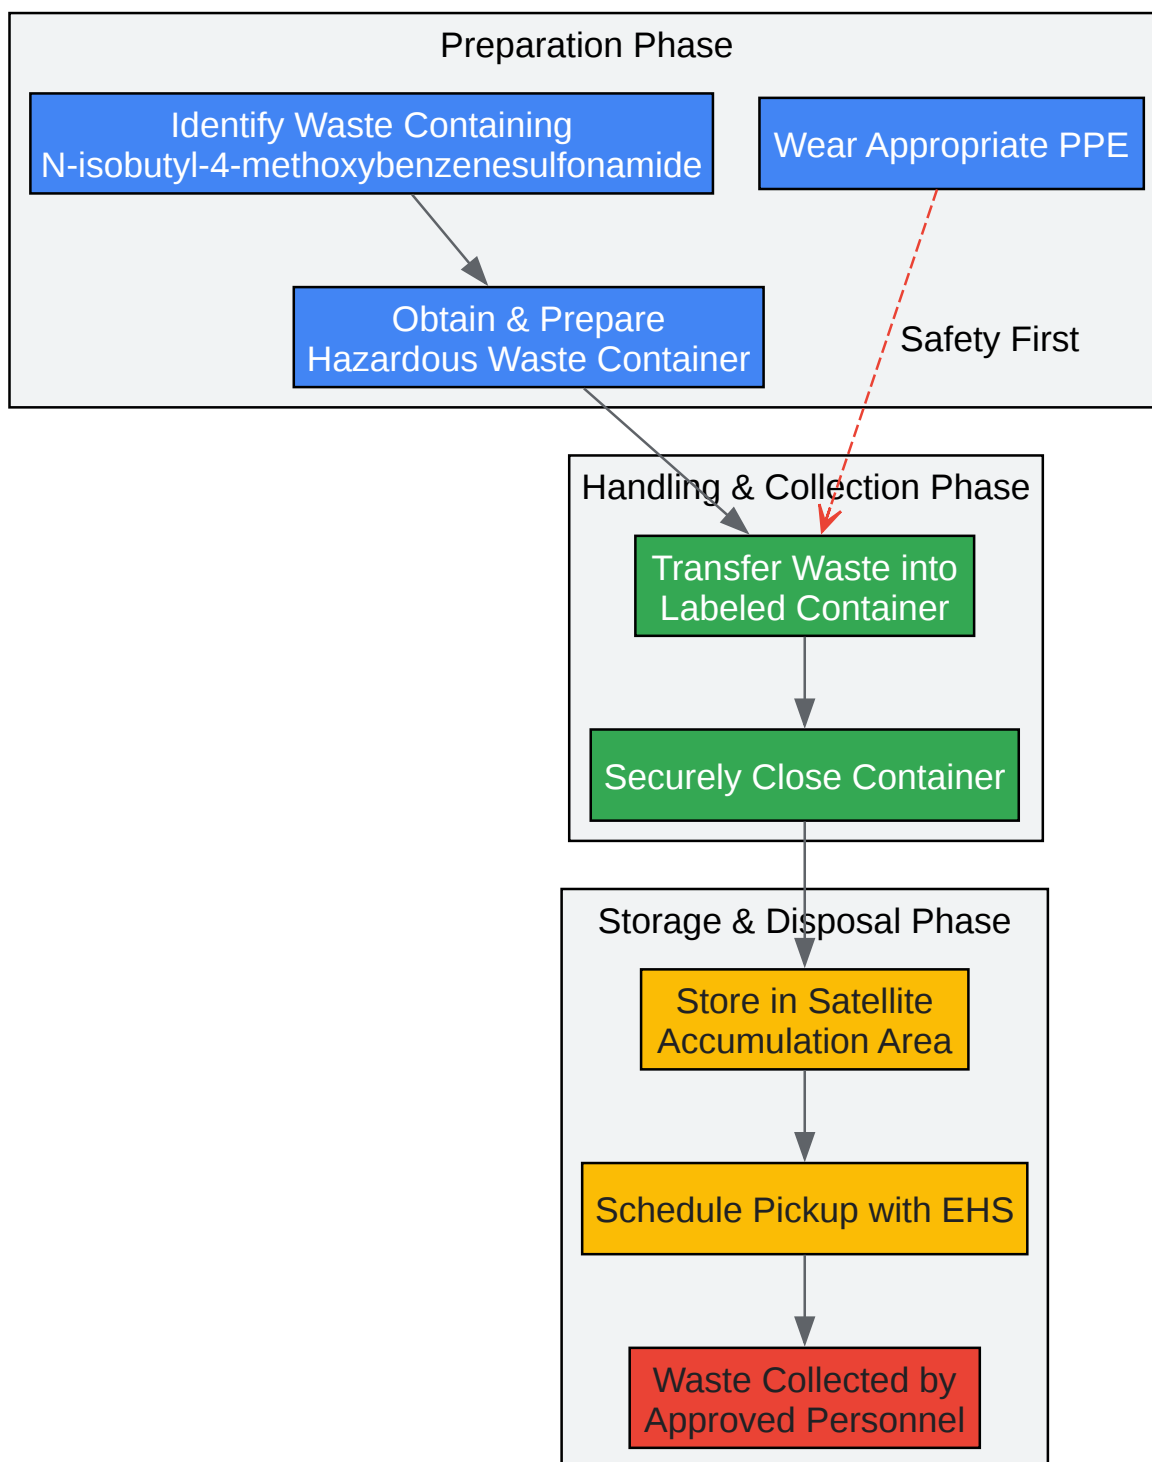 Preparation Phase
Identify Waste Containing
N-isobutyl-4-methoxybenzenesulfonamide
Wear Appropriate PPE
Obtain & Prepare
Hazardous Waste Container
Safety First
Handling & Collection Phase
Transfer Waste into
Labeled Container
Securely Close Container
Storage & Disposal Phase
Store in Satellite
Accumulation Area
Schedule Pickup with EHS
Waste Collected by
Approved Personnel